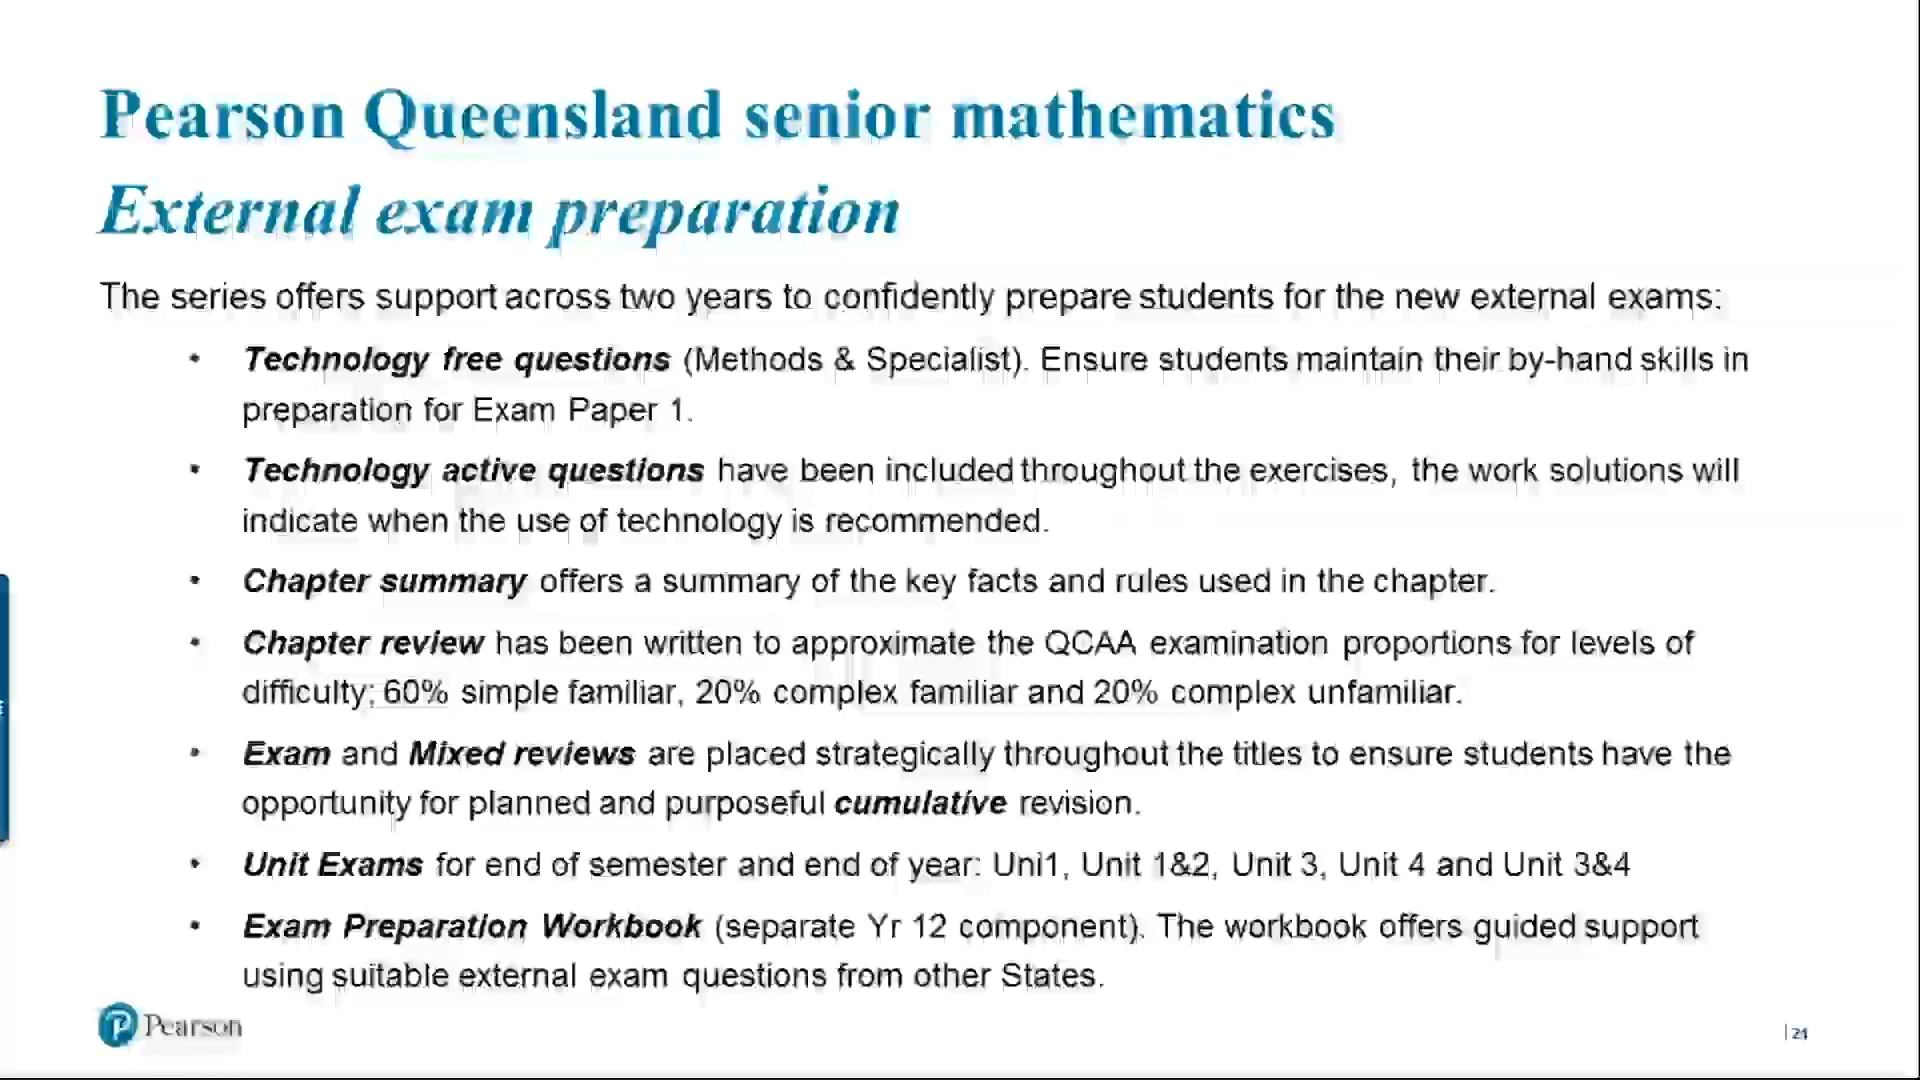 Pearson Queensland senior mathematics
External exam preparation
The series offers support across two years to confidently prepare students for the new external exams:
• Technology free questions (Methods & Specialist). Ensure students maintain their by-hand skills in
preparation for Exam Paper 1.
• Technology active questions have been included throughout the exercises, the work solutions will
indicate when the use of technology is recommended.
• Chapter summary offers a summary of the key facts and rules used in the chapter.
• Chapter review has been written to approximate the QCAA examination proportions for levels of
difficulty; 60% simple familiar, 20% complex familiar and 20% complex unfamiliar.
• Exam and Mixed reviews are placed strategically throughout the titles to ensure students have the
opportunity for planned and purposeful cumulative revision.
• Unit Exams for end of semester and end of year: Uni1, Unit 1&2, Unit 3, Unit 4 and Unit 3&4
• Exam Preparation Workbook (separate Yr 12 component). The workbook offers guided support
using suitable external exam questions from other States.
Pearson
| 21